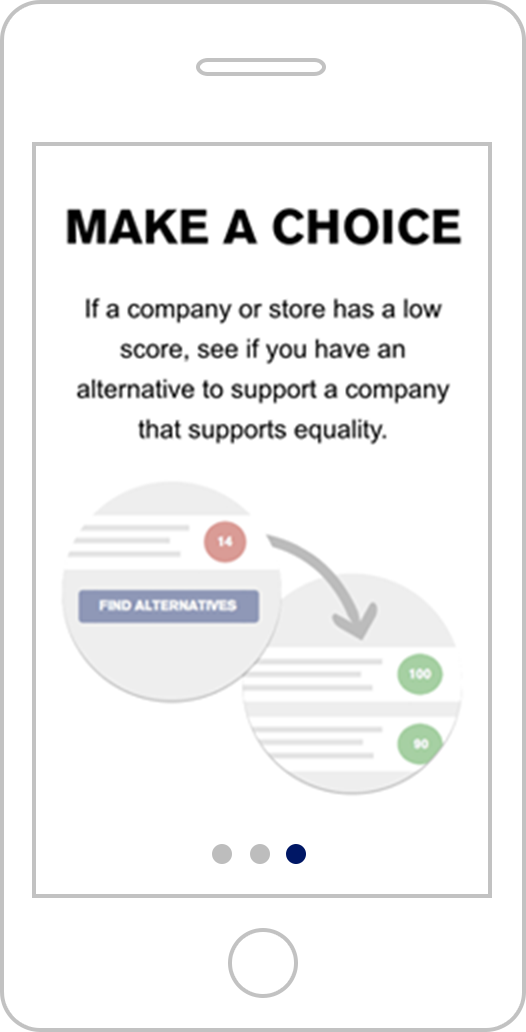 MAKE A CHOICE
If a company or store has a low
score, see if you have an
alternative to support a company
that supports equality.
14
FIND ALTERNATIVES
100
90